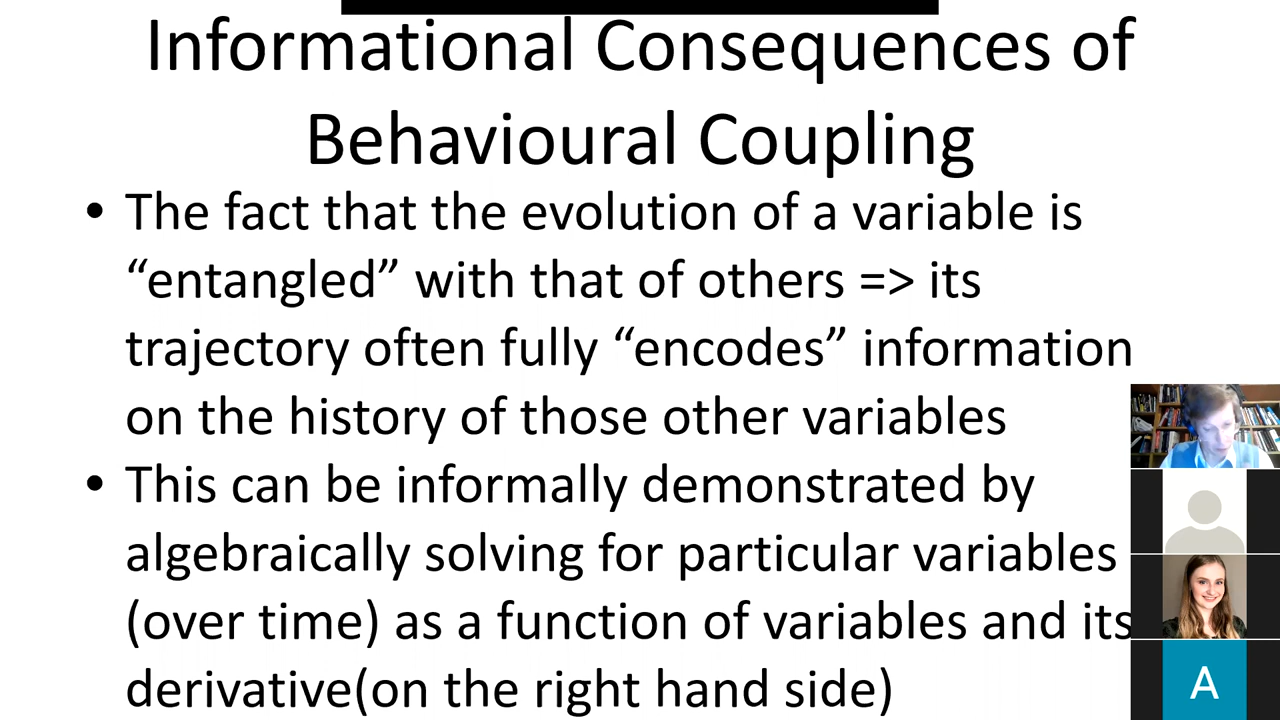 Informational Consequences of
Behavioural Coupling
• The fact that the evolution of a variable is
“entangled” with that of others => its
trajectory often fully “encodes” information
on the history of those other variables
• This can be informally demonstrated by
algebraically solving for particular variables
(over time) as a function of variables and its
derivative(on the right hand side)
A